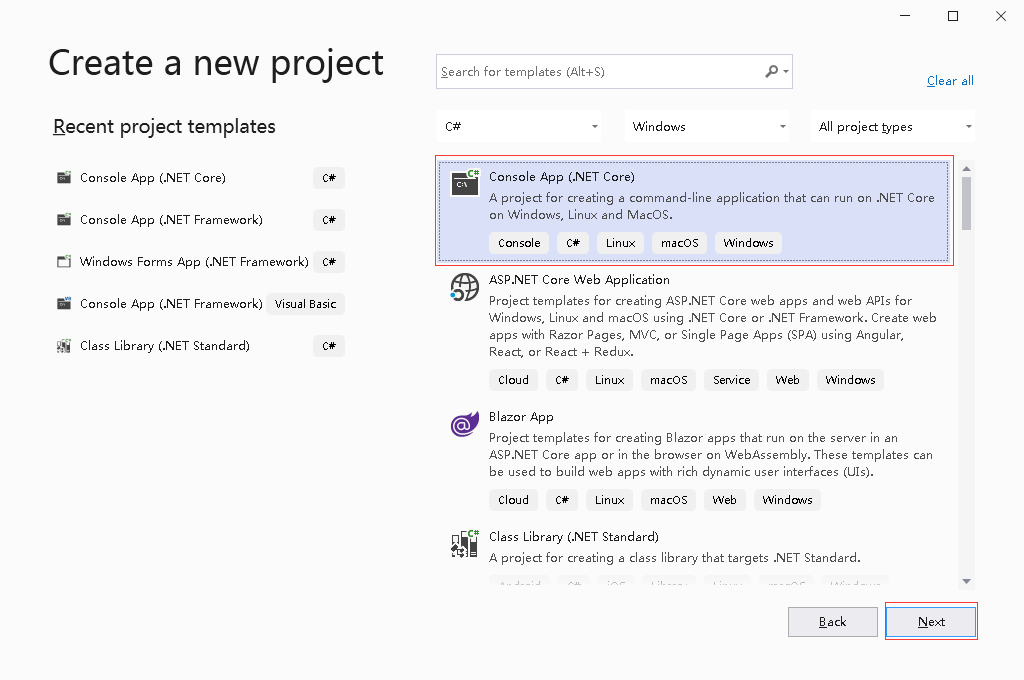 Create a new project
Search for templates (Alt+S)
Clear all
Recent project templates
C#
Windows
All project types
Console App (.NET Core)
C#
Console App (.NET Framework)
C#
Windows Forms App (.NET Framework)
C#
Console App (.NET Framework)
Visual Basic
Class Library (.NET Standard)
C#
Console App (.NET Core)
A project for creating a command-line application that can run on .NET Core
on Windows, Linux and MacOS.
Console C# Linux macOS Windows
ASP.NET Core Web Application
Project templates for creating ASP.NET Core web apps and web APIs for
Windows, Linux and macOS using .NET Core or .NET Framework. Create web
apps with Razor Pages, MVC, or Single Page Apps (SPA) using Angular,
React, or React + Redux.
Cloud C# Linux macOS Service Web Windows
Blazor App
Project templates for creating Blazor apps that run on the server in an
ASP.NET Core app or in the browser on WebAssembly. These templates can
be used to build web apps with rich dynamic user interfaces (UIs).
Cloud C# Linux macOS Web Windows
Class Library (.NET Standard)
A project for creating a class library that targets .NET Standard.
Android C# iOS Library Linux macOS Windows
Back
Next